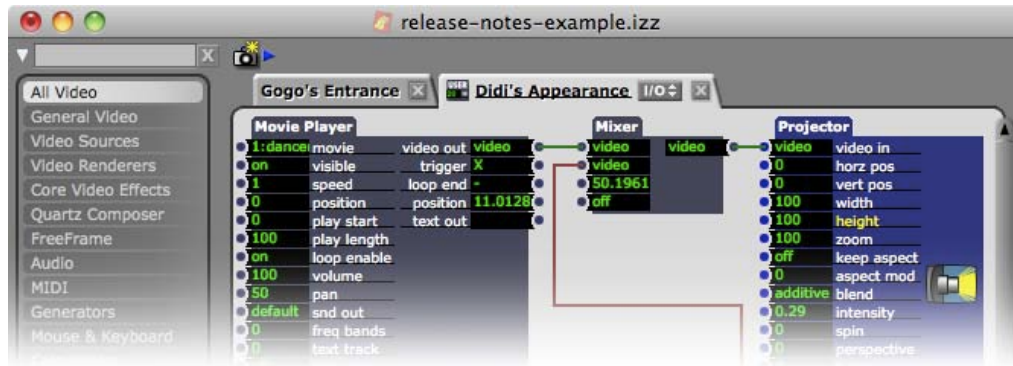 release-notes-example.izz
X
Gogo's Entrance X USER Didi's Appearance I/O X
All Video
General Video
Video Sources
Video Renderers
Core Video Effects
Quartz Composer
FreeFrame
Audio
MIDI
Generators
Mouse & Keyboard
Movie Player
1:dancer movie video out video
on visible trigger X
1 speed loop end -
0 position position 11.0128
0 play start text out
100 play length
on loop enable
100 volume
50 pan
default snd out
0 freq bands
0 text track
Mixer
video video
video
50.1961
off
Projector
video video in
0 horz pos
0 vert pos
100 width
100 height
100 zoom
off keep aspect
0 aspect mod
additive blend
0.29 intensity
0 spin
0 perspective